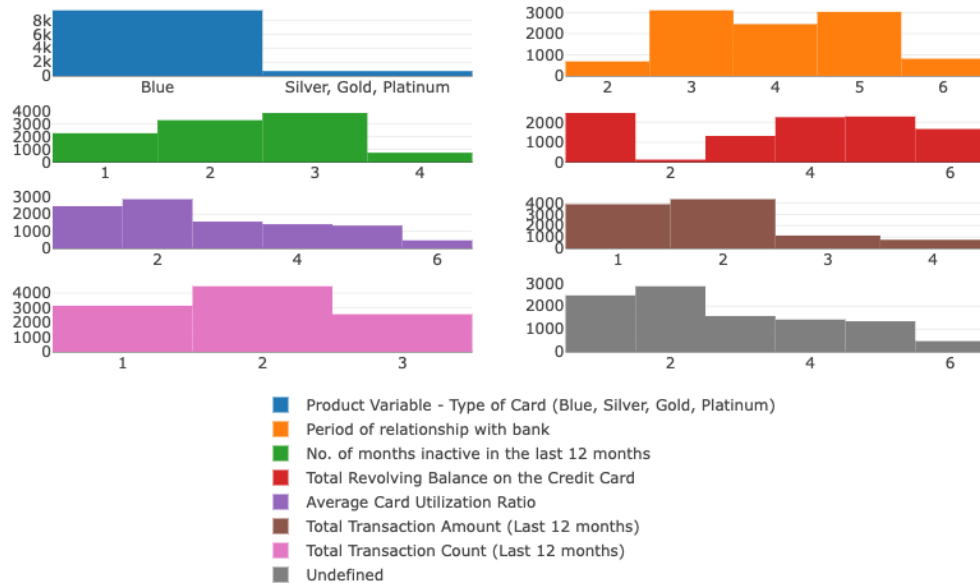 8k
6k
4k
2k
0
Blue Silver, Gold, Platinum
3000
2000
1000
0
2 3 4 5 6
4000
3000
2000
1000
0
1 2 3 4
2000
1000
0
2 4 6
3000
2000
1000
0
2 4 6
4000
3000
2000
1000
0
1 2 3 4
4000
3000
2000
1000
0
1 2 3
3000
2000
1000
0
2 4 6
Product Variable - Type of Card (Blue, Silver, Gold, Platinum)
Period of relationship with bank
No. of months inactive in the last 12 months
Total Revolving Balance on the Credit Card
Average Card Utilization Ratio
Total Transaction Amount (Last 12 months)
Total Transaction Count (Last 12 months)
Undefined